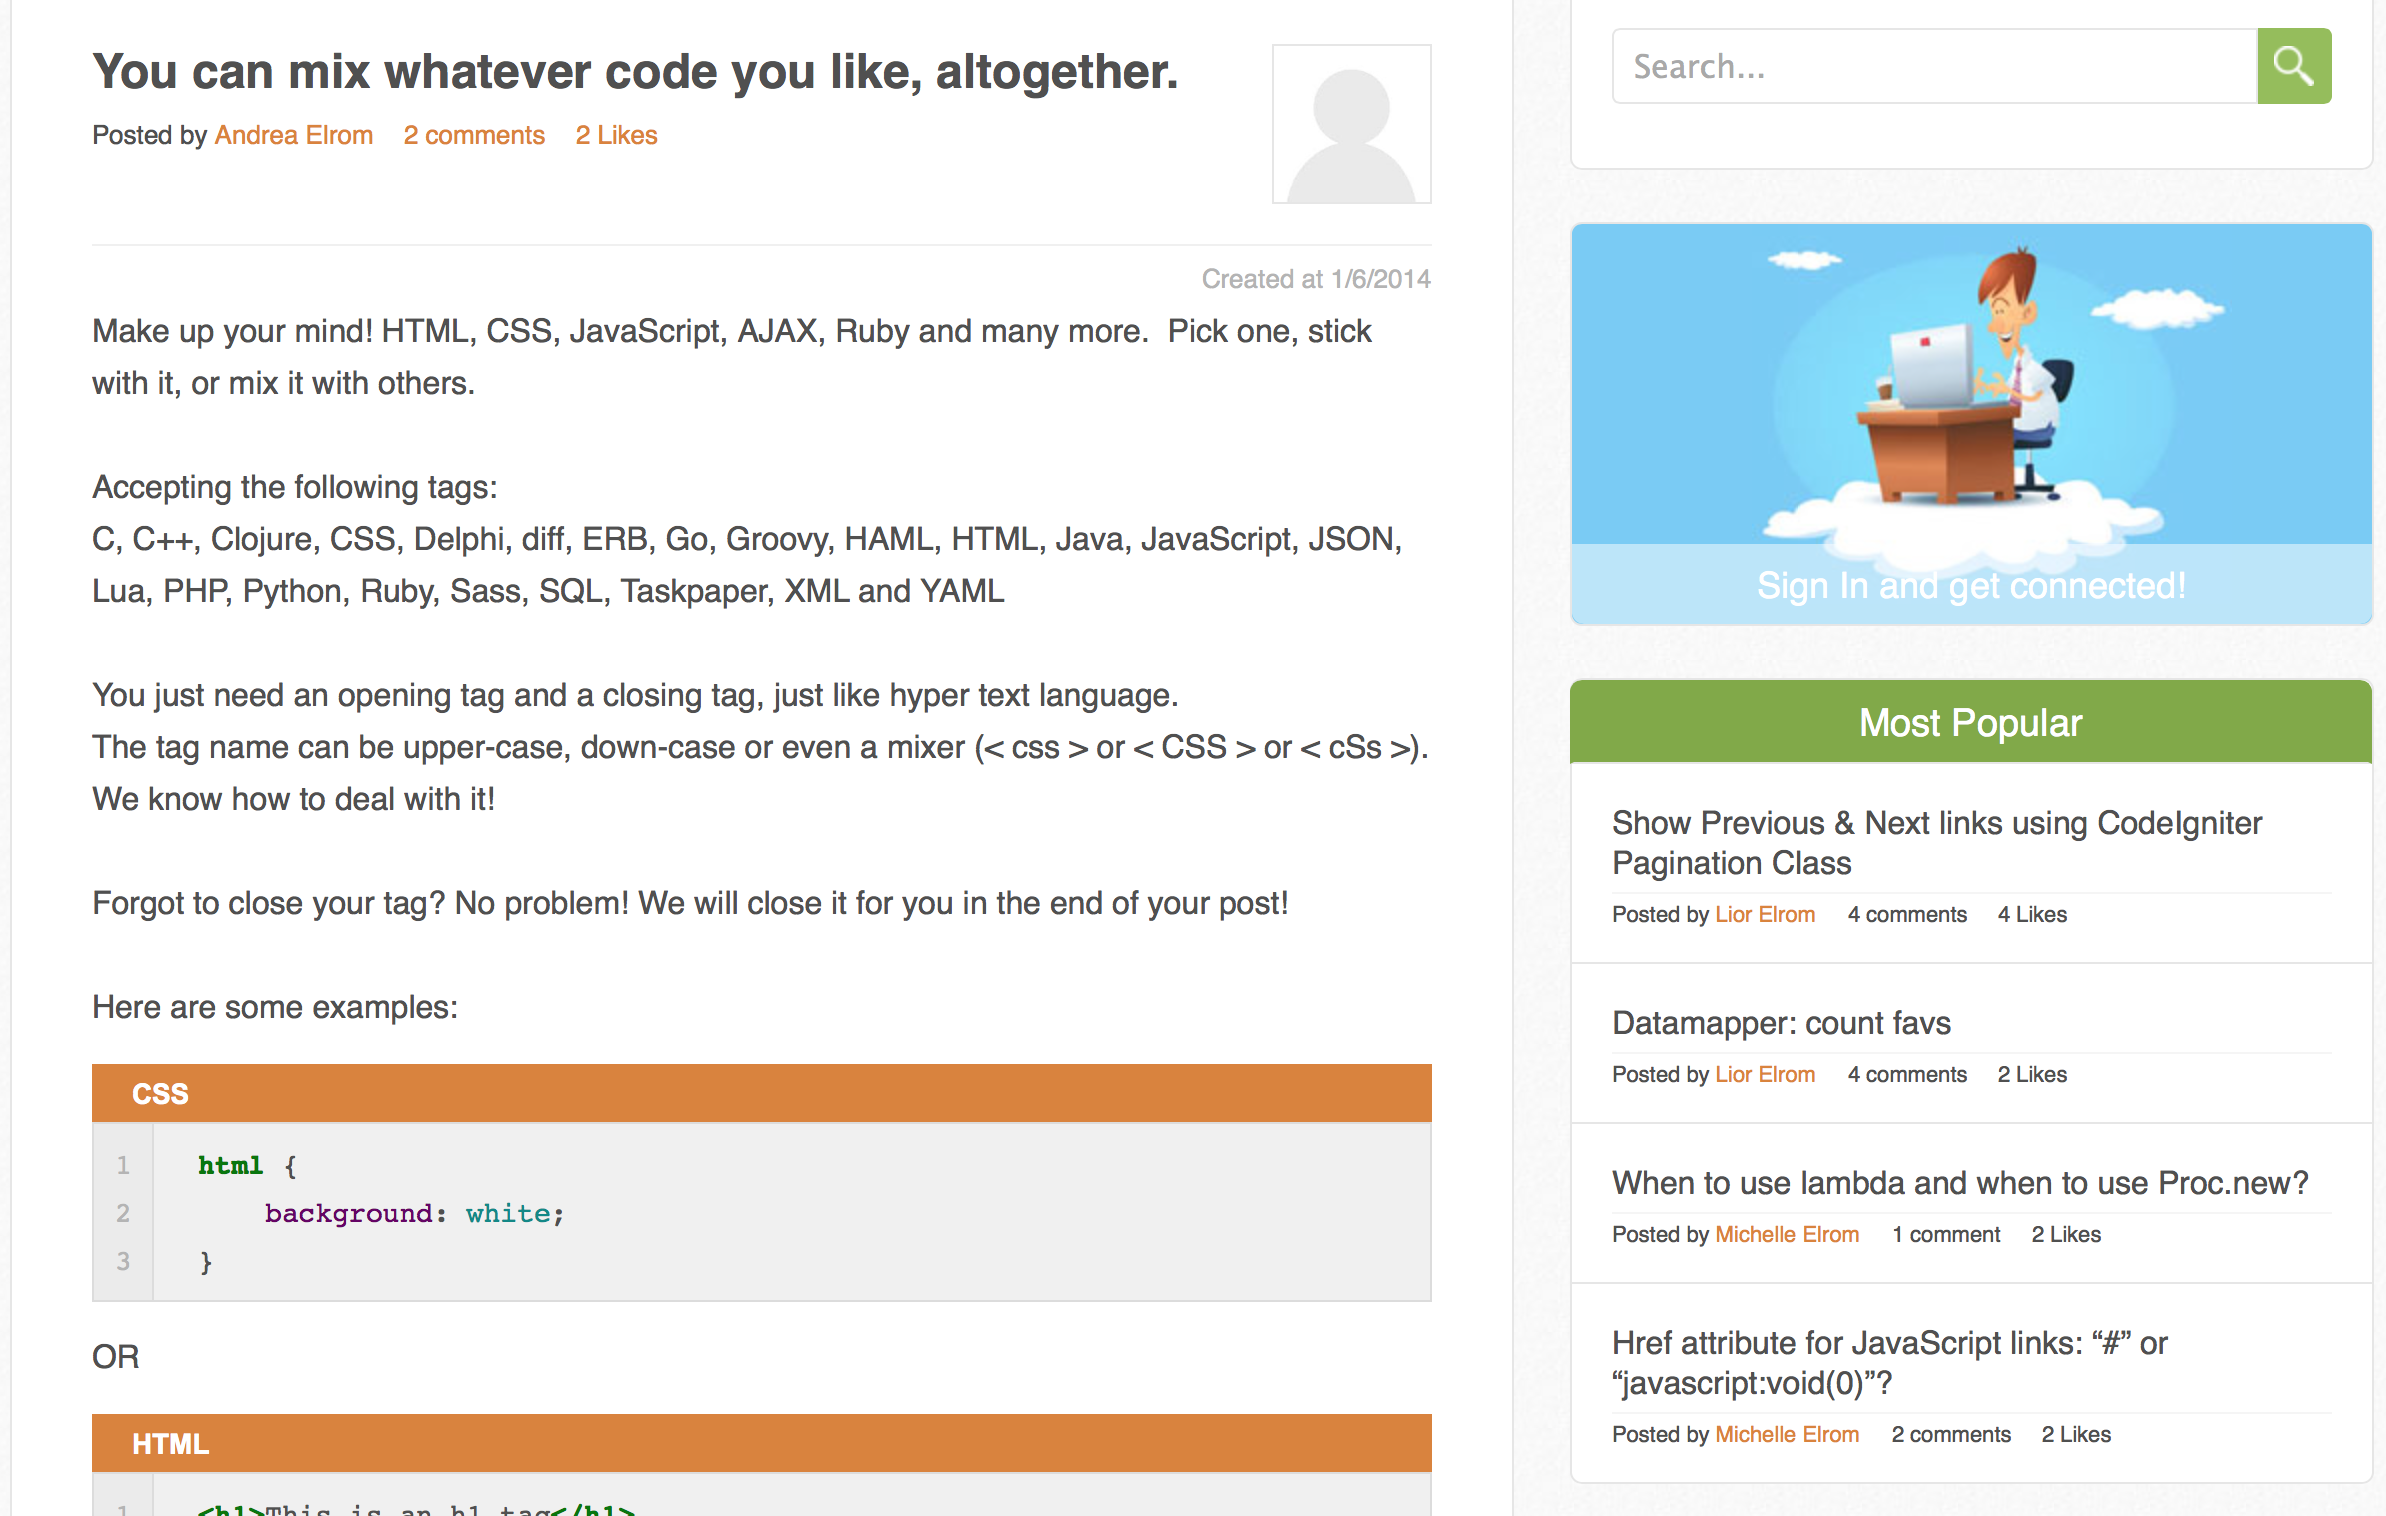 You can mix whatever code you like, altogether.
Posted by Andrea Elrom 2 comments 2 Likes
Created at 1/6/2014
Make up your mind! HTML, CSS, JavaScript, AJAX, Ruby and many more.  Pick one, stick
with it, or mix it with others.
Accepting the following tags:
C, C++, Clojure, CSS, Delphi, diff, ERB, Go, Groovy, HAML, HTML, Java, JavaScript, JSON,
Lua, PHP, Python, Ruby, Sass, SQL, Taskpaper, XML and YAML
You just need an opening tag and a closing tag, just like hyper text language.
The tag name can be upper-case, down-case or even a mixer (< css > or < CSS > or < cSs >).
We know how to deal with it!
Forgot to close your tag? No problem! We will close it for you in the end of your post!
Here are some examples:
CSS
1 html {
2     background: white;
3 }
OR
HTML
1 <h1>This is an h1 tag</h1>
Search...
Sign In and get connected!
Most Popular
Show Previous & Next links using CodeIgniter
Pagination Class
Posted by Lior Elrom 4 comments 4 Likes
Datamapper: count favs
Posted by Lior Elrom 4 comments 2 Likes
When to use lambda and when to use Proc.new?
Posted by Michelle Elrom 1 comment 2 Likes
Href attribute for JavaScript links: “#” or
“javascript:void(0)”?
Posted by Michelle Elrom 2 comments 2 Likes